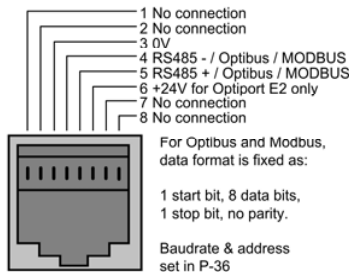 1 No connection
2 No connection
3 0V
4 RS485 - / Optibus / MODBUS
5 RS485 + / Optibus / MODBUS
6 +24V for Optiport E2 only
7 No connection
8 No connection
For Optibus and Modbus,
data format is fixed as:
1 start bit, 8 data bits,
1 stop bit, no parity.
Baudrate & address
set in P-36